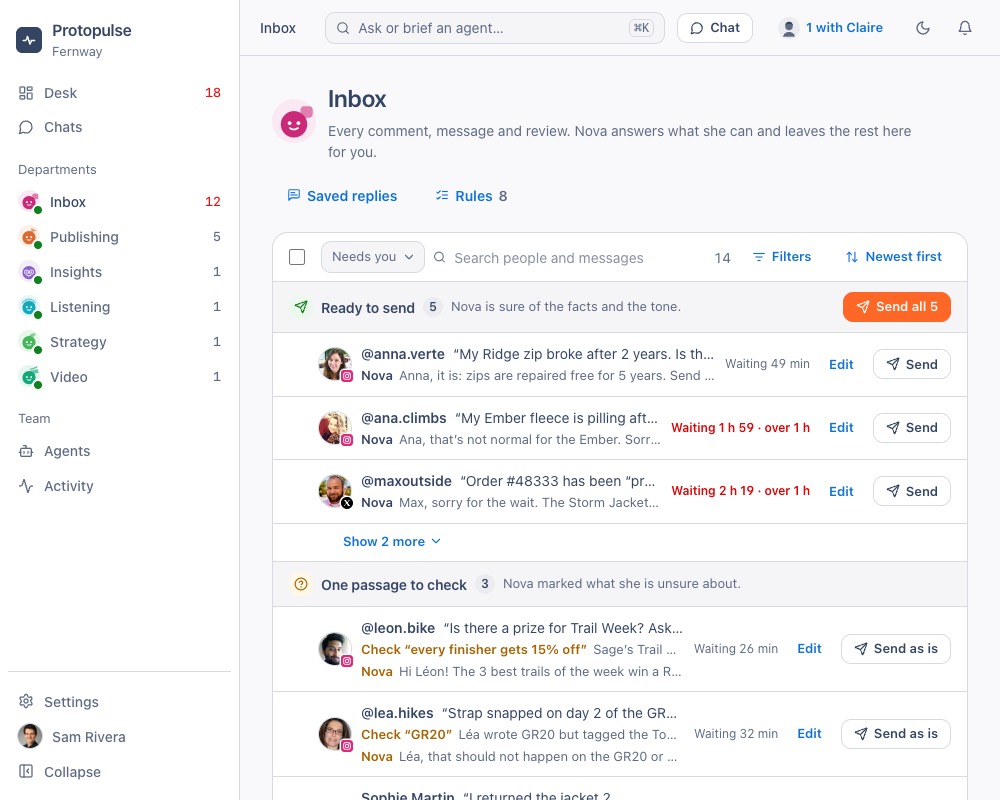 Protopulse
Fernway
Desk 18
Chats
Departments
Inbox 12
Publishing 5
Insights 1
Listening 1
Strategy 1
Video 1
Team
Agents
Activity
Settings
Sam Rivera
Collapse
Inbox
Ask or brief an agent… ⌘K
Chat
1 with Claire
Inbox
Every comment, message and review. Nova answers what she can and leaves the rest here
for you.
Saved replies
Rules 8
Needs you
Search people and messages
14
Filters
Newest first
Ready to send 5 Nova is sure of the facts and the tone.
Send all 5
@anna.verte “My Ridge zip broke after 2 years. Is th…
Nova Anna, it is: zips are repaired free for 5 years. Send …
Waiting 49 min
Edit
Send
@ana.climbs “My Ember fleece is pilling aft…
Nova Ana, that's not normal for the Ember. Sorr…
Waiting 1 h 59 · over 1 h
Edit
Send
@maxoutside “Order #48333 has been “pr…
Nova Max, sorry for the wait. The Storm Jacket…
Waiting 2 h 19 · over 1 h
Edit
Send
Show 2 more
One passage to check 3 Nova marked what she is unsure about.
@leon.bike “Is there a prize for Trail Week? Ask…
Check “every finisher gets 15% off” Sage's Trail …
Nova Hi Léon! The 3 best trails of the week win a R…
Waiting 26 min
Edit
Send as is
@lea.hikes “Strap snapped on day 2 of the GR…
Check “GR20” Léa wrote GR20 but tagged the To…
Nova Léa, that should not happen on the GR20 or …
Waiting 32 min
Edit
Send as is
Sophie Martin “I returned the jacket 2